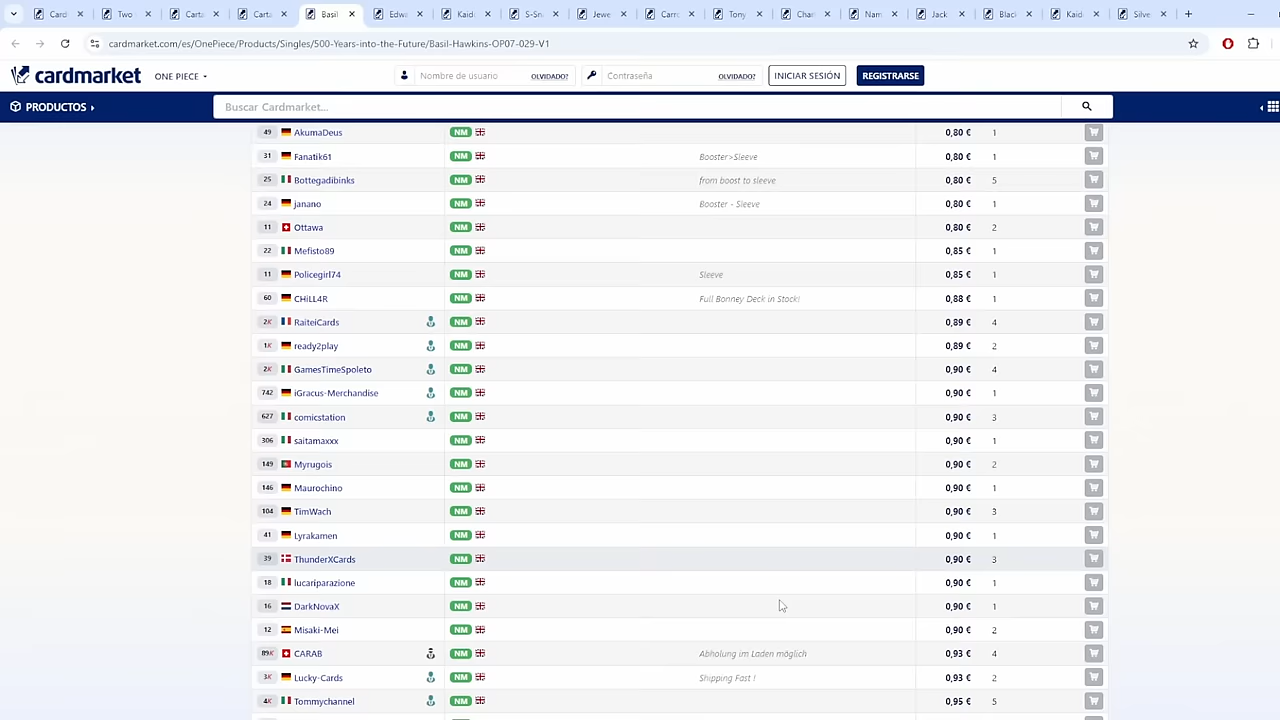 Card
Two
Carta
Carta
Basil
Edwa
Kaid
S-Sn
Jewe
Carro
Tony
Char
Nam
Jack
Black
Kaid
Silve
cardmarket.com/es/OnePiece/Products/Singles/500-Years-into-the-Future/Basil-Hawkins-OP07-029-V1
cardmarket ONE PIECE Nombre de usuario OLVIDADO? Contraseña OLVIDADO? INICIAR SESIÓN REGISTRARSE
PRODUCTOS Buscar Cardmarket...
49 AkumaDeus NM 0,80 € 1
31 Fanatik61 NM Booster>Sleeve 0,80 € 1
25 Bottegadibinks NM from boost to sleeve 0,80 € 5
24 janano NM Booster - Sleeve 0,80 € 1
11 Ottawa NM 0,80 € 2
22 Mefisto89 NM 0,85 € 1
11 Policegirl74 NM Sleeve 0,85 € 1
60 CHiLL4R NM in Stock! 0,88 € 1
2K RaiteiCards NM 0,89 € 4
1K ready2play NM 0,89 € 2
2K GamesTimeSpoleto NM 0,90 € 4
742 iGracus-Merchandise NM 0,90 € 1
627 comicstation NM 0,90 € 3
306 saitamaxxx NM 0,90 € 1
149 Myrugois NM 0,90 € 2
146 Maurochino NM 0,90 € 1
104 TimWach NM 0,90 € 3
41 Lyrakamen NM 0,90 € 1
39 ThunderXCards NM 0,90 € 1
18 lucariparazione NM 0,90 € 1
16 DarkNovaX NM 0,90 € 1
12 Misaki-Mei NM 0,90 € 2
89K CARAB NM Abholung im Laden möglich 0,93 € 4
3K Lucky-Cards NM Shipping Fast ! 0,93 € 6
4K Tommychannel NM 0,95 € 5